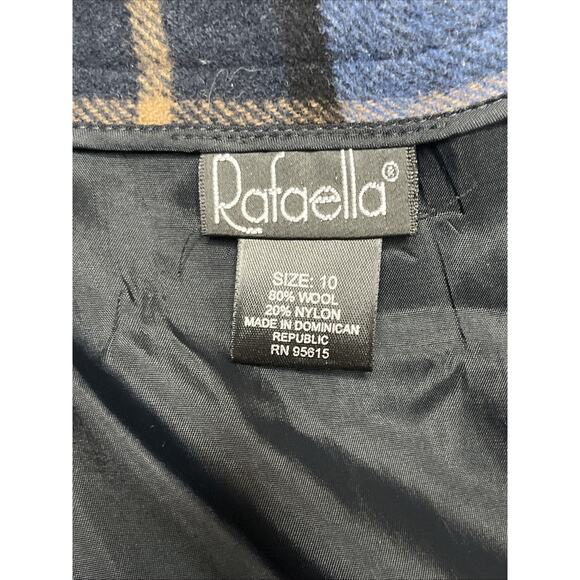 Rafaella®
SIZE: 10
80% WOOL
20% NYLON
MADE IN DOMINICAN
REPUBLIC
RN 95615